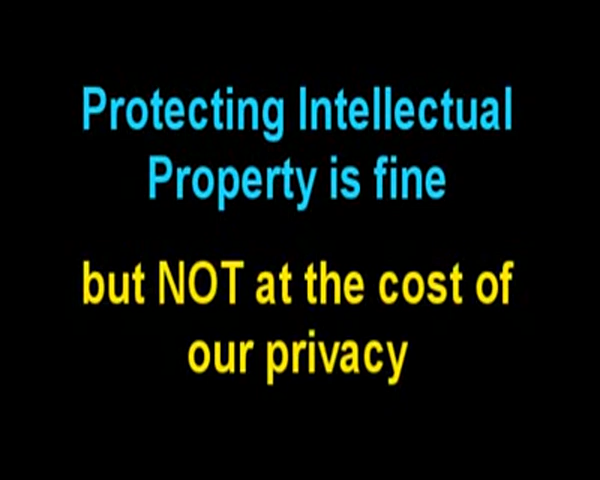 Protecting Intellectual
Property is fine
but NOT at the cost of
our privacy